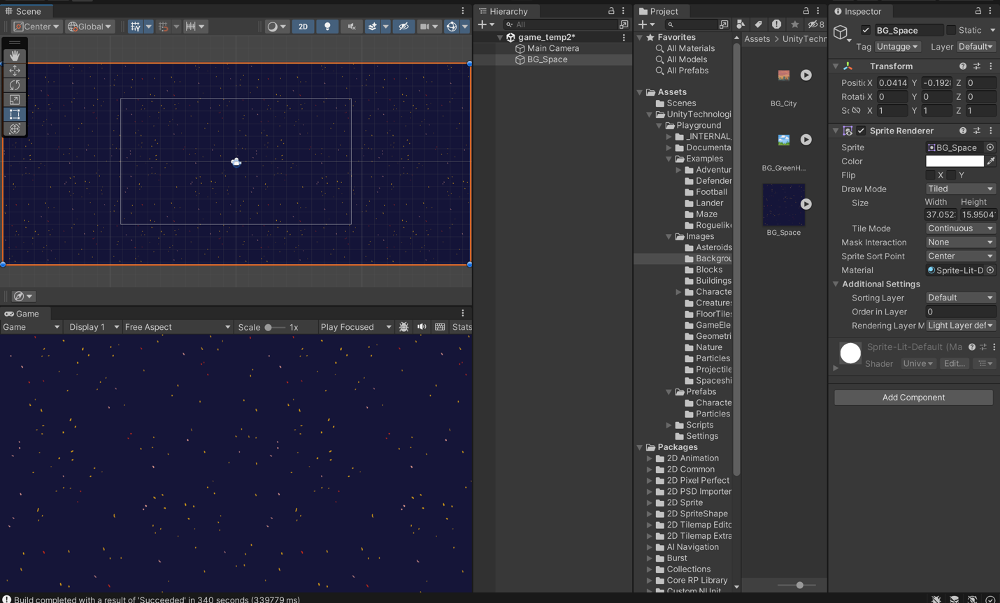 Scene
Center
Global
2D
Game
Game
Display 1
Free Aspect
Scale
1x
Play Focused
Stats
Hierarchy
All
game_temp2*
Main Camera
BG_Space
Project
8
Favorites
All Materials
All Models
All Prefabs
Assets
Scenes
UnityTechnologi
Playground
_INTERNAL_
Documenta
Examples
Adventur
Defender
Football
Lander
Maze
Roguelik
Images
Asteroids
Backgrou
Blocks
Buildings
Characte
Creatures
FloorTiles
GameEle
Geometri
Nature
Particles
Projectile
Spaceshi
Prefabs
Characte
Particles
Scripts
Settings
Packages
2D Animation
2D Common
2D Pixel Perfect
2D PSD Importer
2D Sprite
2D SpriteShape
2D Tilemap Edito
2D Tilemap Extra
AI Navigation
Burst
Collections
Core RP Library
Custom NUnit
Assets > UnityTechn
BG_City
BG_GreenH...
BG_Space
Inspector
BG_Space
Static
Tag Untagge
Layer Default
Transform
Positic X 0.0414 Y -0.192 Z 0
Rotati X 0 Y 0 Z 0
Sc X 1 Y 1 Z 1
Sprite Renderer
Sprite BG_Space
Color
Flip X Y
Draw Mode Tiled
Size Width Height
37.052 15.9504
Tile Mode Continuous
Mask Interaction None
Sprite Sort Point Center
Material Sprite-Lit-D
Additional Settings
Sorting Layer Default
Order in Layer 0
Rendering Layer M Light Layer def
Sprite-Lit-Default (Ma
Shader Unive Edit...
Add Component
Build completed with a result of 'Succeeded' in 340 seconds (339779 ms)